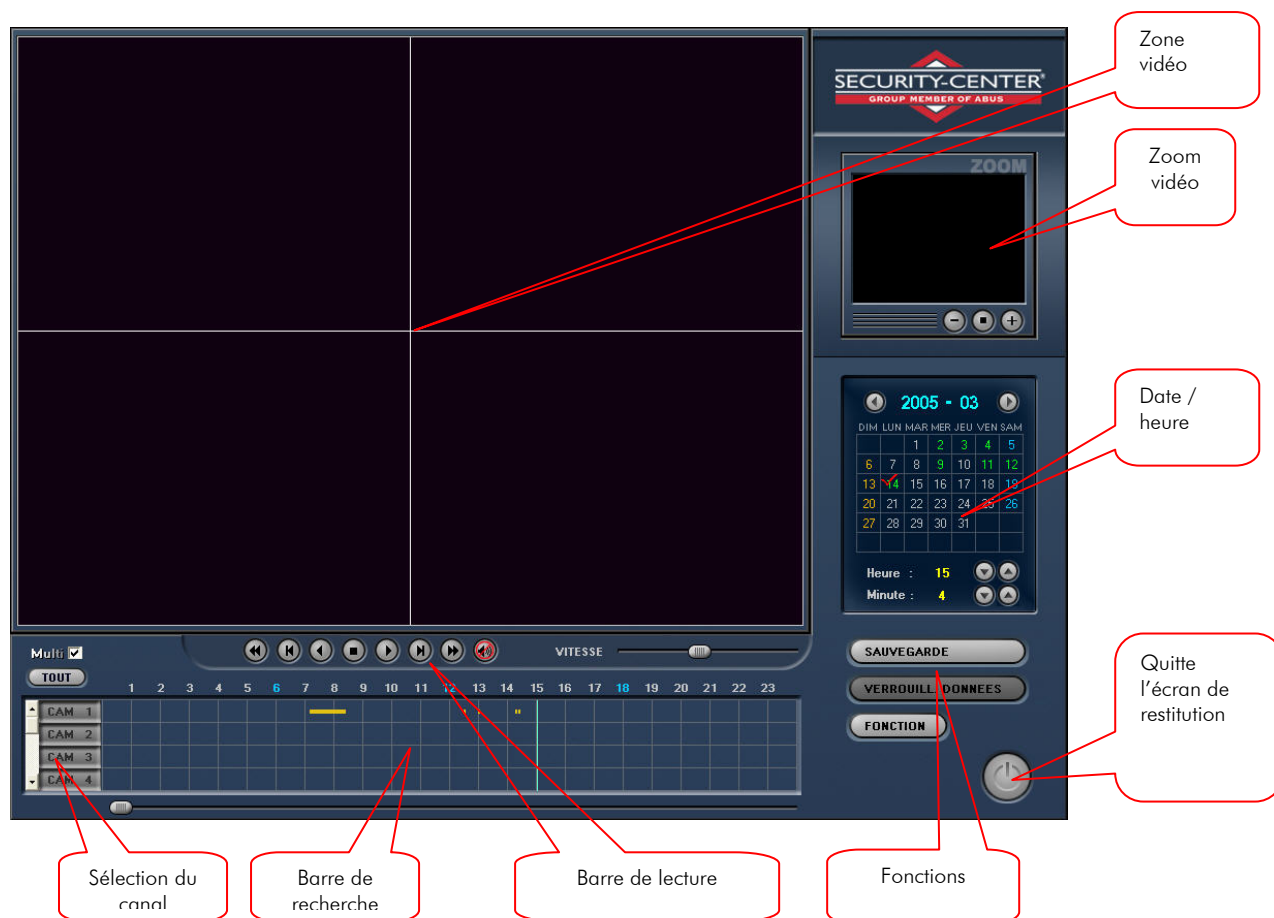 Zone
vidéo
SECURITY-CENTER®
GROUP MEMBER OF ABUS
Zoom
vidéo
ZOOM
2005 - 03
DIM LUN MAR MER JEU VEN SAM
1 2 3 4 5
6 7 8 9 10 11 12
13 14 15 16 17 18 19
20 21 22 23 24 25 26
27 28 29 30 31
Heure : 15
Minute : 4
Date /
heure
Multi
TOUT
VITESSE
1 2 3 4 5 6 7 8 9 10 11 12 13 14 15 16 17 18 19 20 21 22 23
CAM 1
CAM 2
CAM 3
CAM 4
SAUVEGARDE
VERROUILL. DONNEES
FONCTION
Quitte
l'écran de
restitution
Sélection du
canal
Barre de
recherche
Barre de lecture
Fonctions